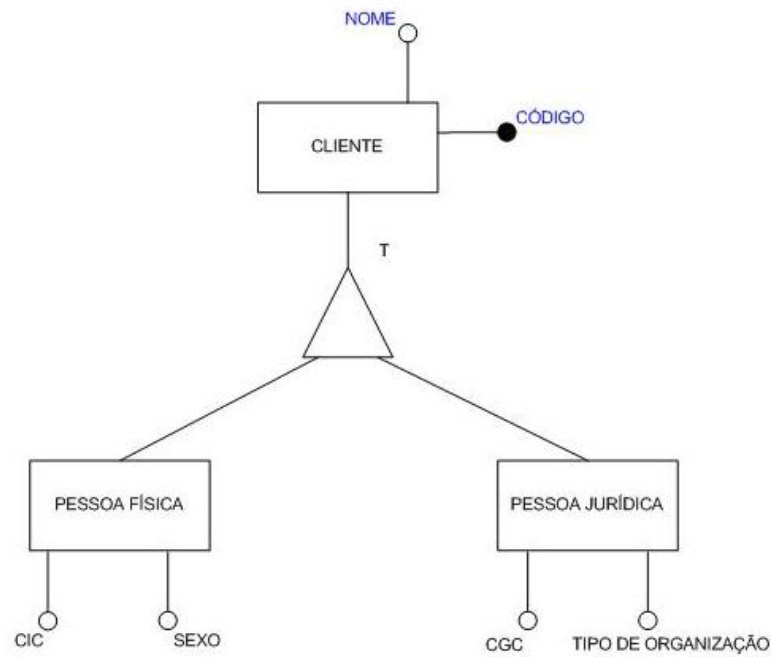 NOME
CÓDIGO
CLIENTE
T
PESSOA FÍSICA
PESSOA JURÍDICA
CIC
SEXO
CGC
TIPO DE ORGANIZAÇÃO